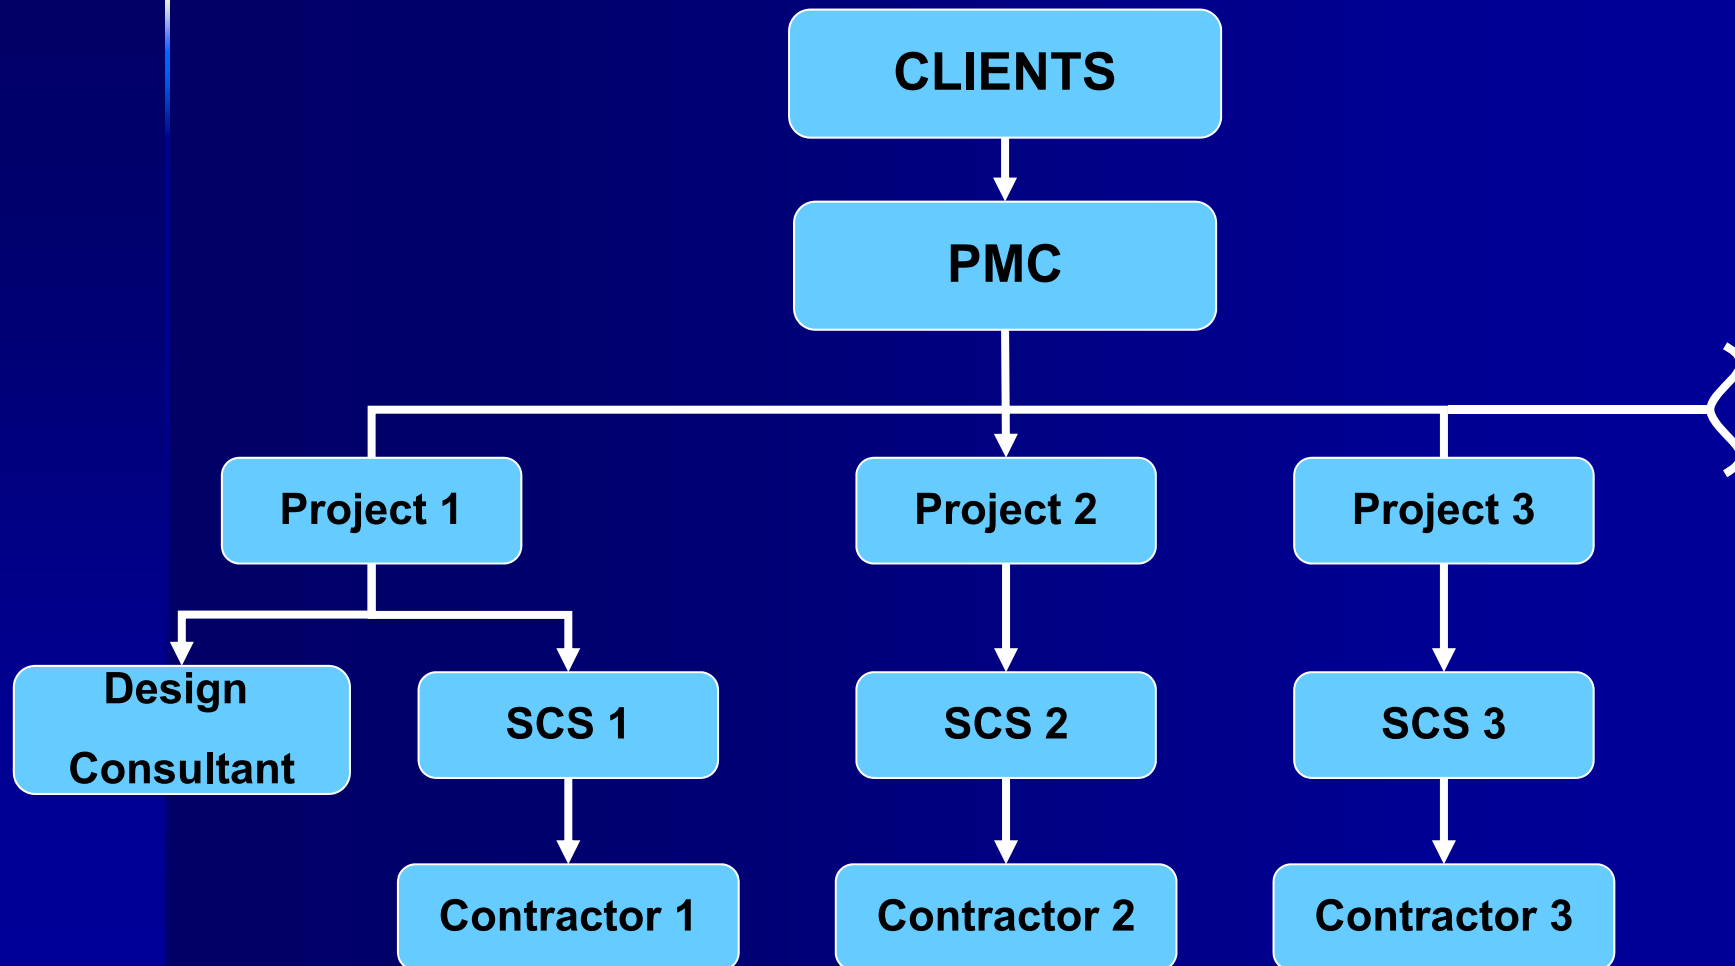 CLIENTS
PMC
Project 1
Project 2
Project 3
Design
Consultant
SCS 1
SCS 2
SCS 3
Contractor 1
Contractor 2
Contractor 3